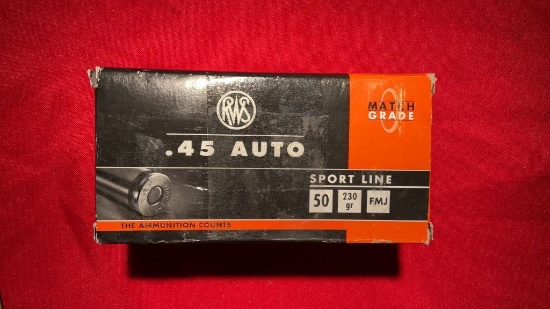 RWS
MATCH
GRADE
.45 AUTO
SPORT LINE
50 230 gr FMJ
THE AMMUNITION COUNTS